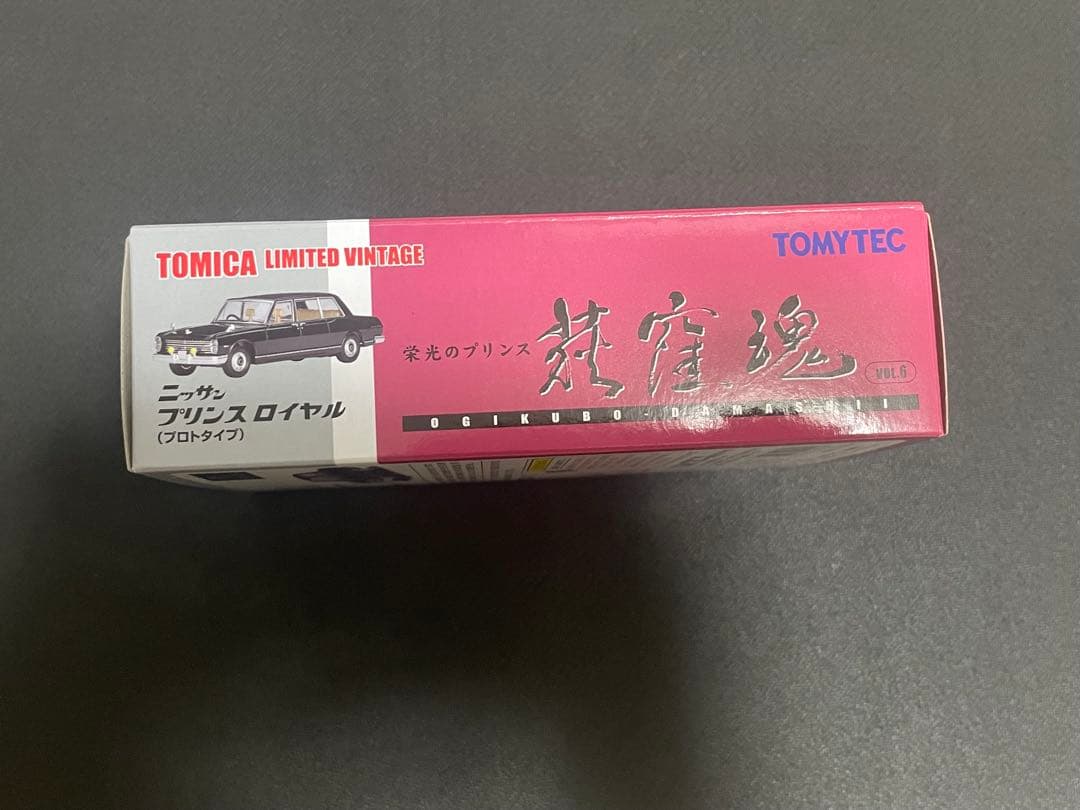 TOMICA LIMITED VINTAGE
ニッサン
プリンス ロイヤル
(プロトタイプ)
TOMYTEC
栄光のプリンス 荻窪魂 VOL.6
OGIKUBO-DAMASHII